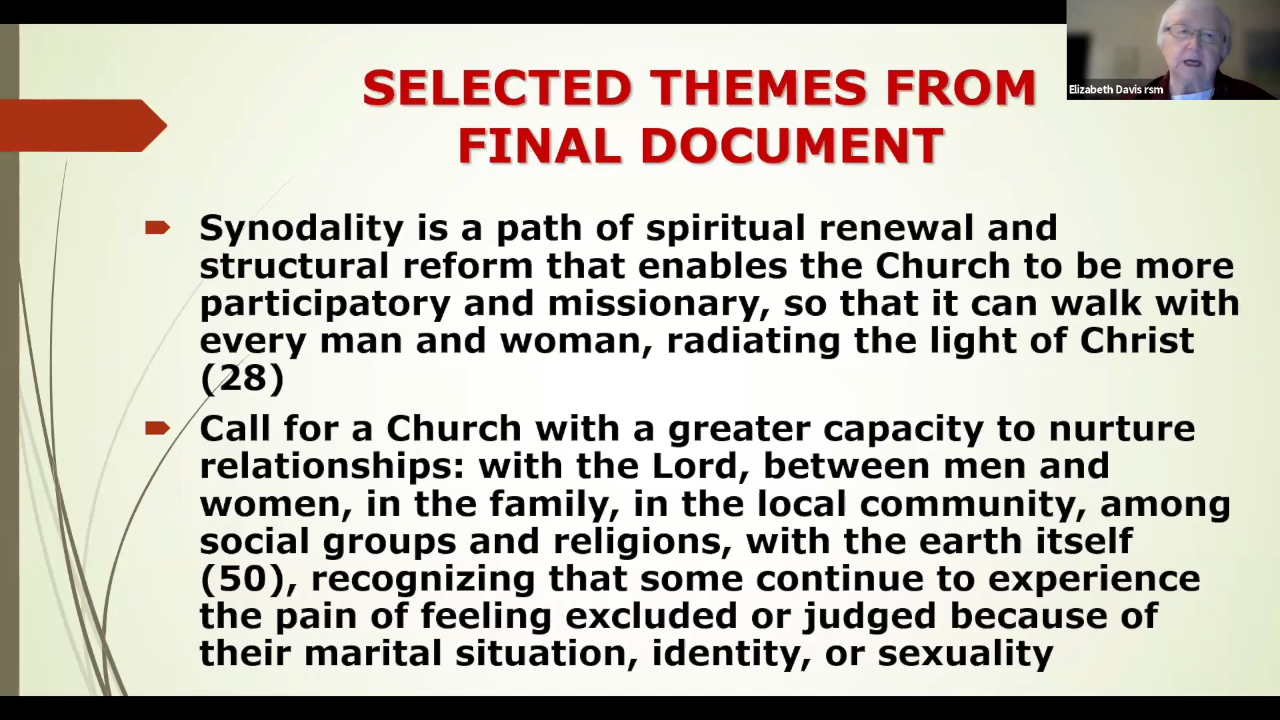 SELECTED THEMES FROM
FINAL DOCUMENT
Elizabeth Davis rsm
Synodality is a path of spiritual renewal and
structural reform that enables the Church to be more
participatory and missionary, so that it can walk with
every man and woman, radiating the light of Christ
(28)
Call for a Church with a greater capacity to nurture
relationships: with the Lord, between men and
women, in the family, in the local community, among
social groups and religions, with the earth itself
(50), recognizing that some continue to experience
the pain of feeling excluded or judged because of
their marital situation, identity, or sexuality